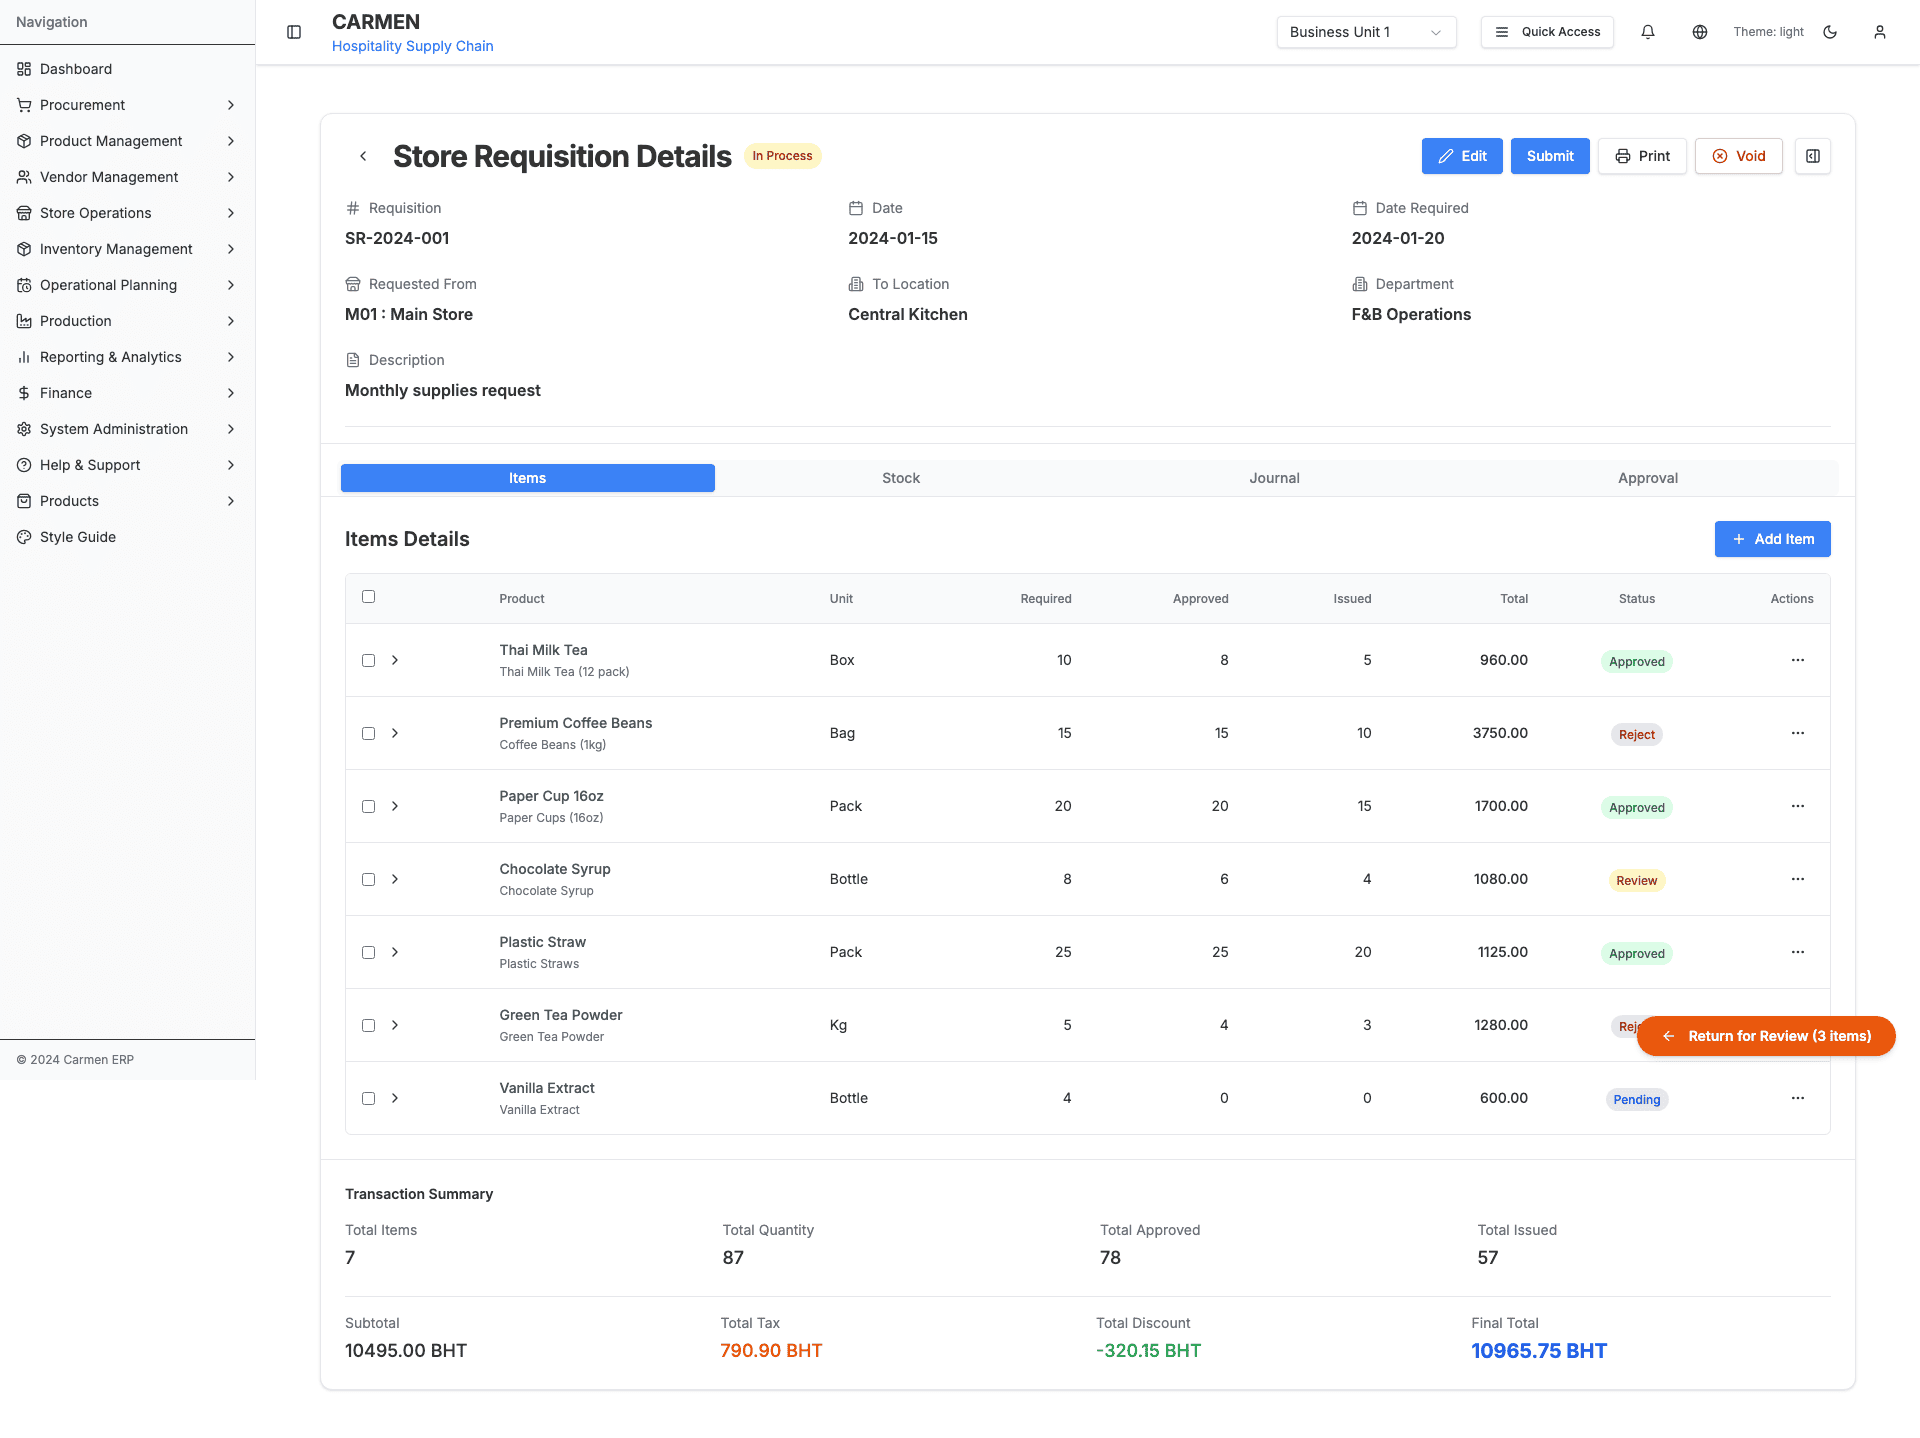 Navigation
Dashboard
Procurement
Product Management
Vendor Management
Store Operations
Inventory Management
Operational Planning
Production
Reporting & Analytics
Finance
System Administration
Help & Support
Products
Style Guide
© 2024 Carmen ERP
CARMEN
Hospitality Supply Chain
Business Unit 1
Quick Access
Theme: light
Store Requisition Details
In Process
Edit
Submit
Print
Void
Requisition
SR-2024-001
Date
2024-01-15
Date Required
2024-01-20
Requested From
M01 : Main Store
To Location
Central Kitchen
Department
F&B Operations
Description
Monthly supplies request
Items Stock Journal Approval
Items Details
Add Item
Product Unit Required Approved Issued Total Status Actions
Thai Milk Tea
Thai Milk Tea (12 pack)
Box 10 8 5 960.00 Approved
Premium Coffee Beans
Coffee Beans (1kg)
Bag 15 15 10 3750.00 Reject
Paper Cup 16oz
Paper Cups (16oz)
Pack 20 20 15 1700.00 Approved
Chocolate Syrup
Chocolate Syrup
Bottle 8 6 4 1080.00 Review
Plastic Straw
Plastic Straws
Pack 25 25 20 1125.00 Approved
Green Tea Powder
Green Tea Powder
Kg 5 4 3 1280.00
Return for Review (3 items)
Vanilla Extract
Vanilla Extract
Bottle 4 0 0 600.00 Pending
Transaction Summary
Total Items
7
Total Quantity
87
Total Approved
78
Total Issued
57
Subtotal
10495.00 BHT
Total Tax
790.90 BHT
Total Discount
-320.15 BHT
Final Total
10965.75 BHT